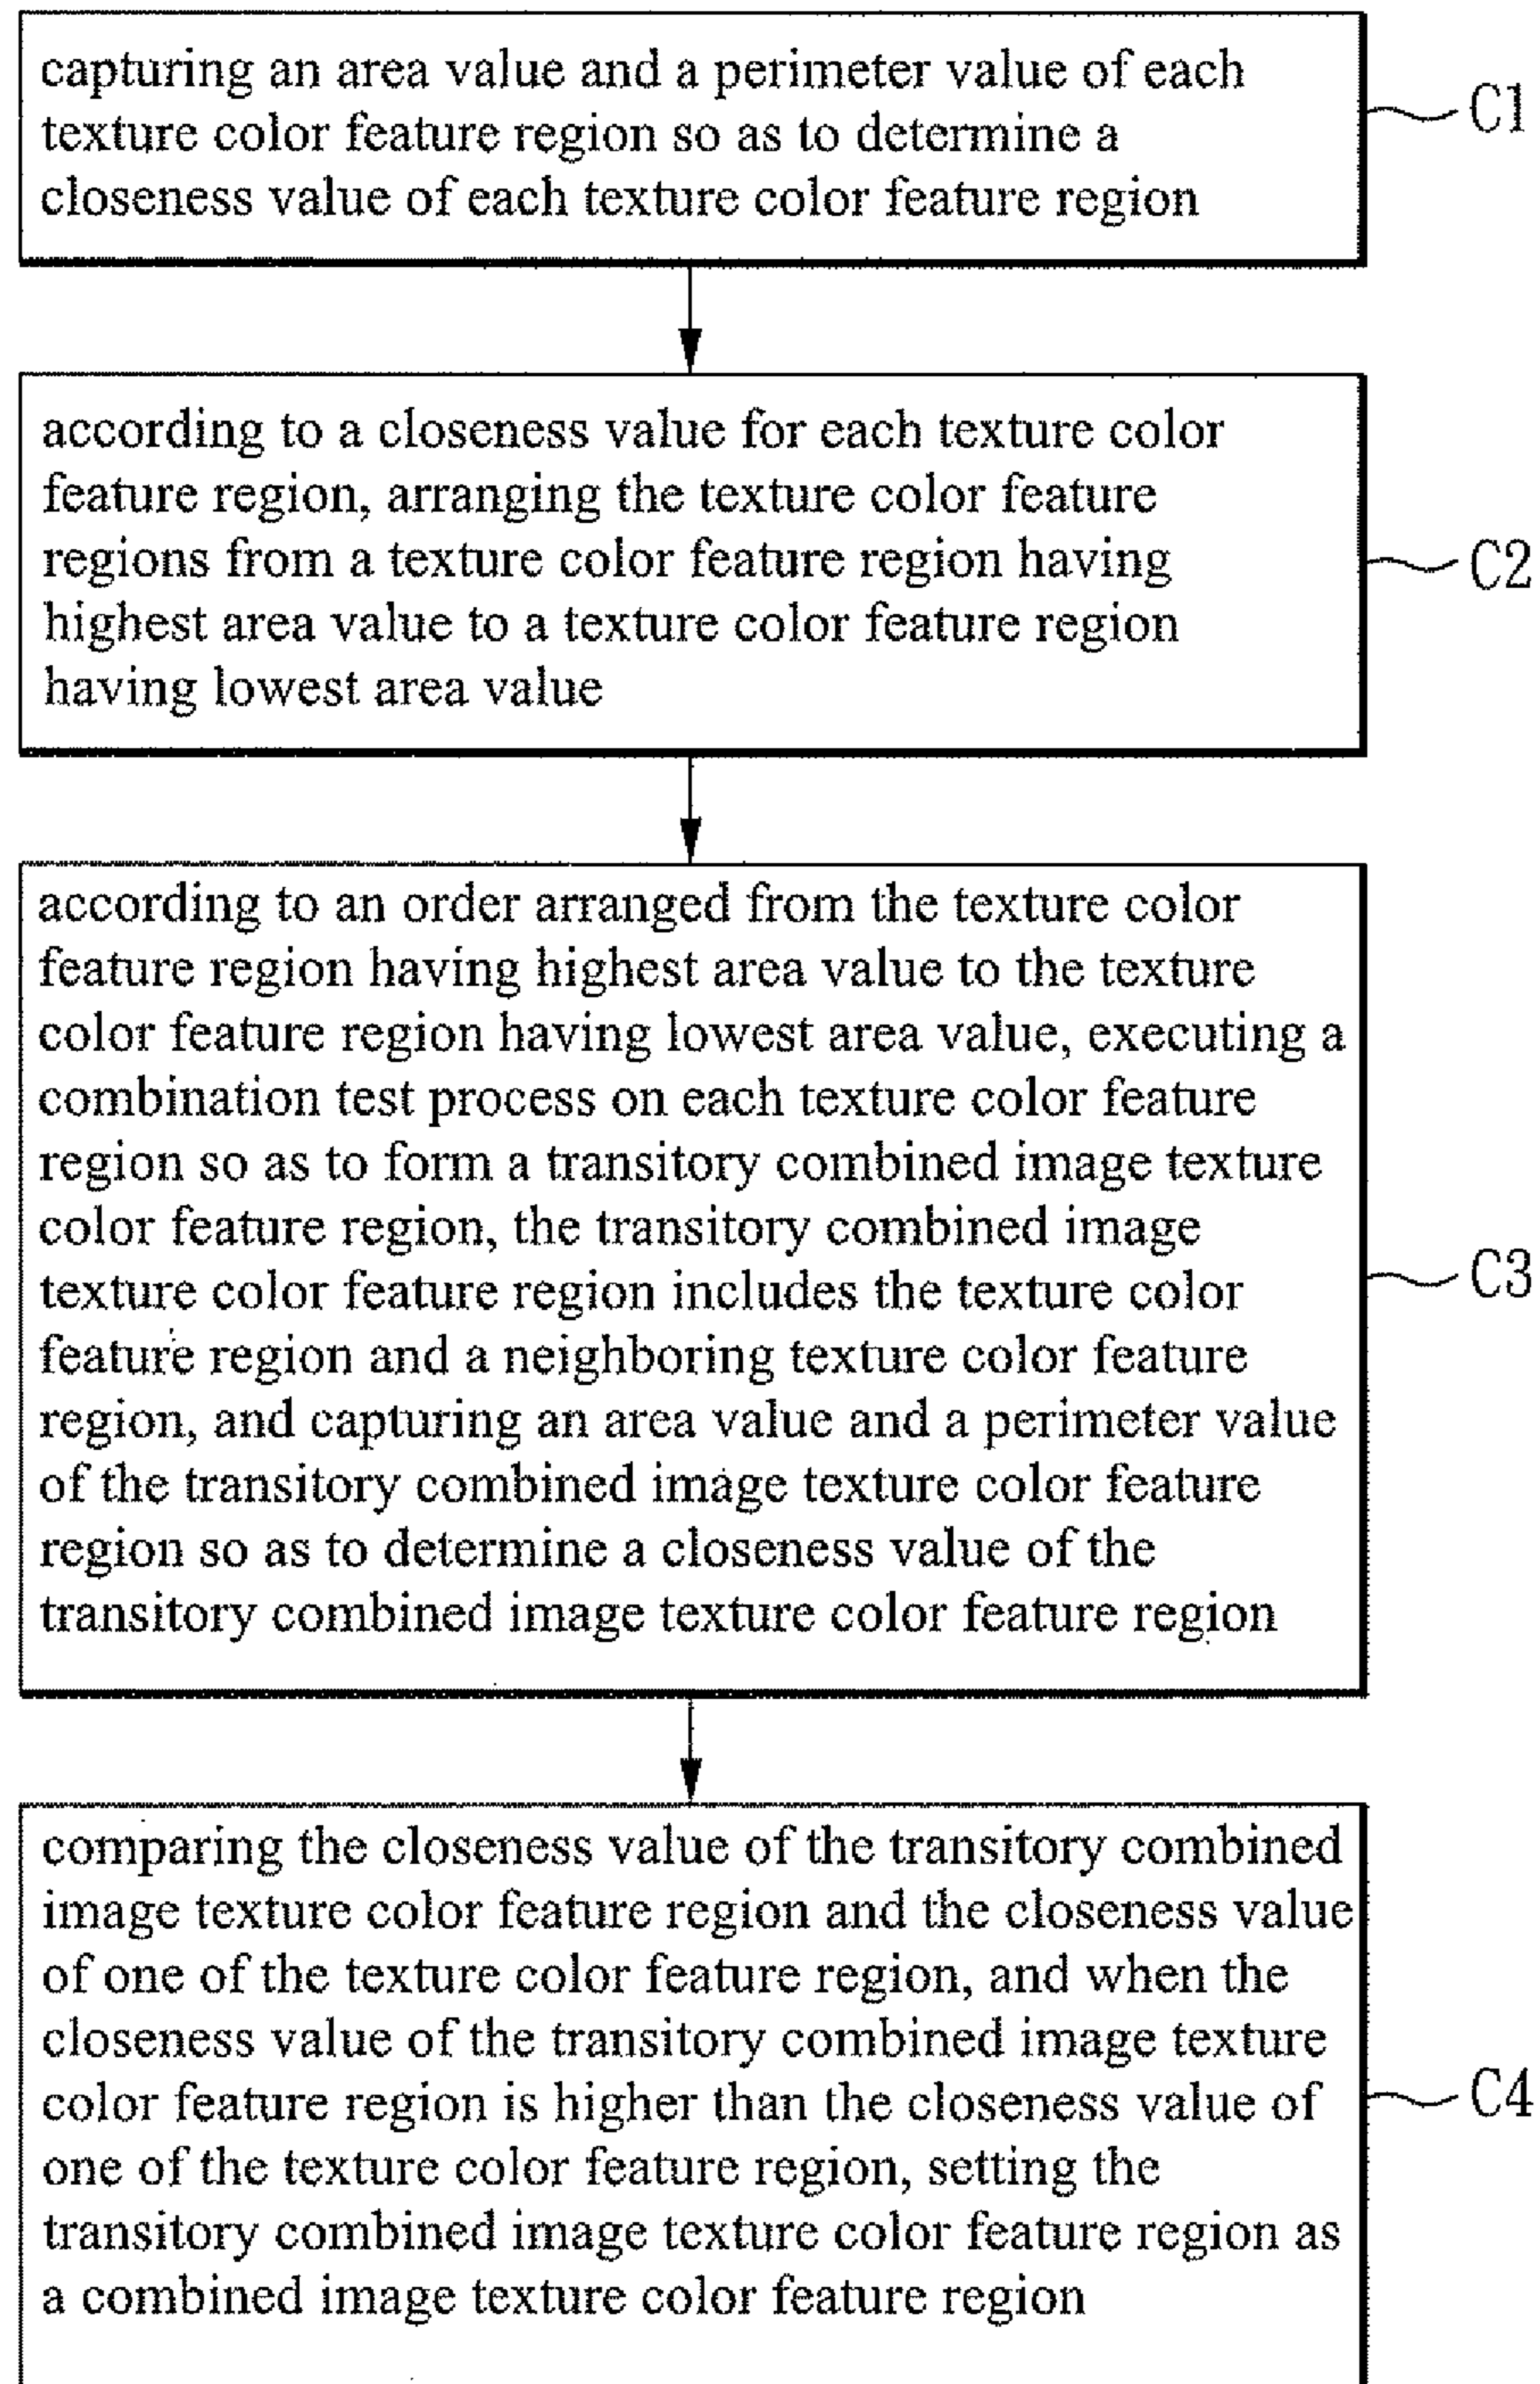 capturing an area value and a perimeter value of each
texture color feature region so as to determine a
closeness value of each texture color feature region
C1
according to a closeness value for each texture color
feature region, arranging the texture color feature
regions from a texture color feature region having
highest area value to a texture color feature region
having lowest area value
C2
according to an order arranged from the texture color
feature region having highest area value to the texture
color feature region having lowest area value, executing a
combination test process on each texture color feature
region so as to form a transitory combined image texture
color feature region, the transitory combined image
texture color feature region includes the texture color
feature region and a neighboring texture color feature
region, and capturing an area value and a perimeter value
of the transitory combined image texture color feature
region so as to determine a closeness value of the
transitory combined image texture color feature region
C3
comparing the closeness value of the transitory combined
image texture color feature region and the closeness value
of one of the texture color feature region, and when the
closeness value of the transitory combined image texture
color feature region is higher than the closeness value of
one of the texture color feature region, setting the
transitory combined image texture color feature region as
a combined image texture color feature region
C4